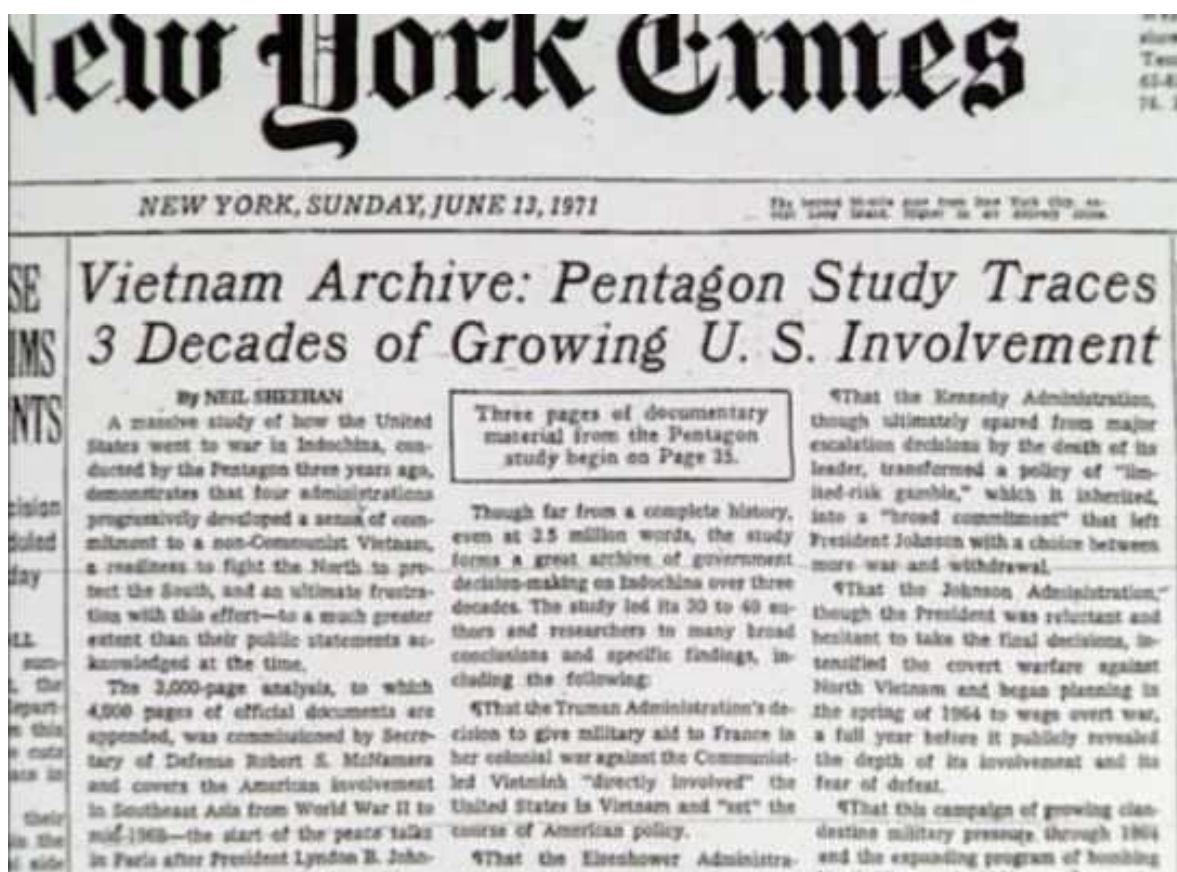 New York Times
NEW YORK, SUNDAY, JUNE 13, 1971
SE
IMS
NTS
cision
duled
day
Vietnam Archive: Pentagon Study Traces
3 Decades of Growing U. S. Involvement
By NEIL SHEEHAN
A massive study of how the United
States went to war in Indochina, con-
ducted by the Pentagon three years ago,
demonstrates that four administrations
progressively developed a sense of com-
mitment to a non-Communist Vietnam,
a readiness to fight the North to pro-
tect the South, and an ultimate frustra-
tion with this effort—to a much greater
extent than their public statements ac-
knowledged at the time.
The 3,000-page analysis, to which
4,000 pages of official documents are
appended, was commissioned by Secre-
tary of Defense Robert S. McNamara
and covers the American involvement
in Southeast Asia from World War II to
mid-1968—the start of the peace talks
in Paris after President Lyndon B. John-
Three pages of documentary
material from the Pentagon
study begin on Page 35.
Though far from a complete history,
even at 2.5 million words, the study
forms a great archive of government
decision-making on Indochina over three
decades. The study led its 30 to 40 au-
thors and researchers to many broad
conclusions and specific findings, in-
cluding the following:
¶That the Truman Administration's de-
cision to give military aid to France in
her colonial war against the Communist-
led Vietminh "directly involved" the
United States in Vietnam and "set" the
course of American policy.
¶That the Eisenhower Administra-
¶That the Kennedy Administration,
though ultimately spared from major
escalation decisions by the death of its
leader, transformed a policy of "lim-
ited-risk gamble," which it inherited,
into a "broad commitment" that left
President Johnson with a choice between
more war and withdrawal.
¶That the Johnson Administration,
though the President was reluctant and
hesitant to take the final decisions, in-
tensified the covert warfare against
North Vietnam and began planning in
the spring of 1964 to wage overt war,
a full year before it publicly revealed
the depth of its involvement and its
fear of defeat.
¶That this campaign of growing clan-
destine military pressure through 1964
and the expanding program of bombing